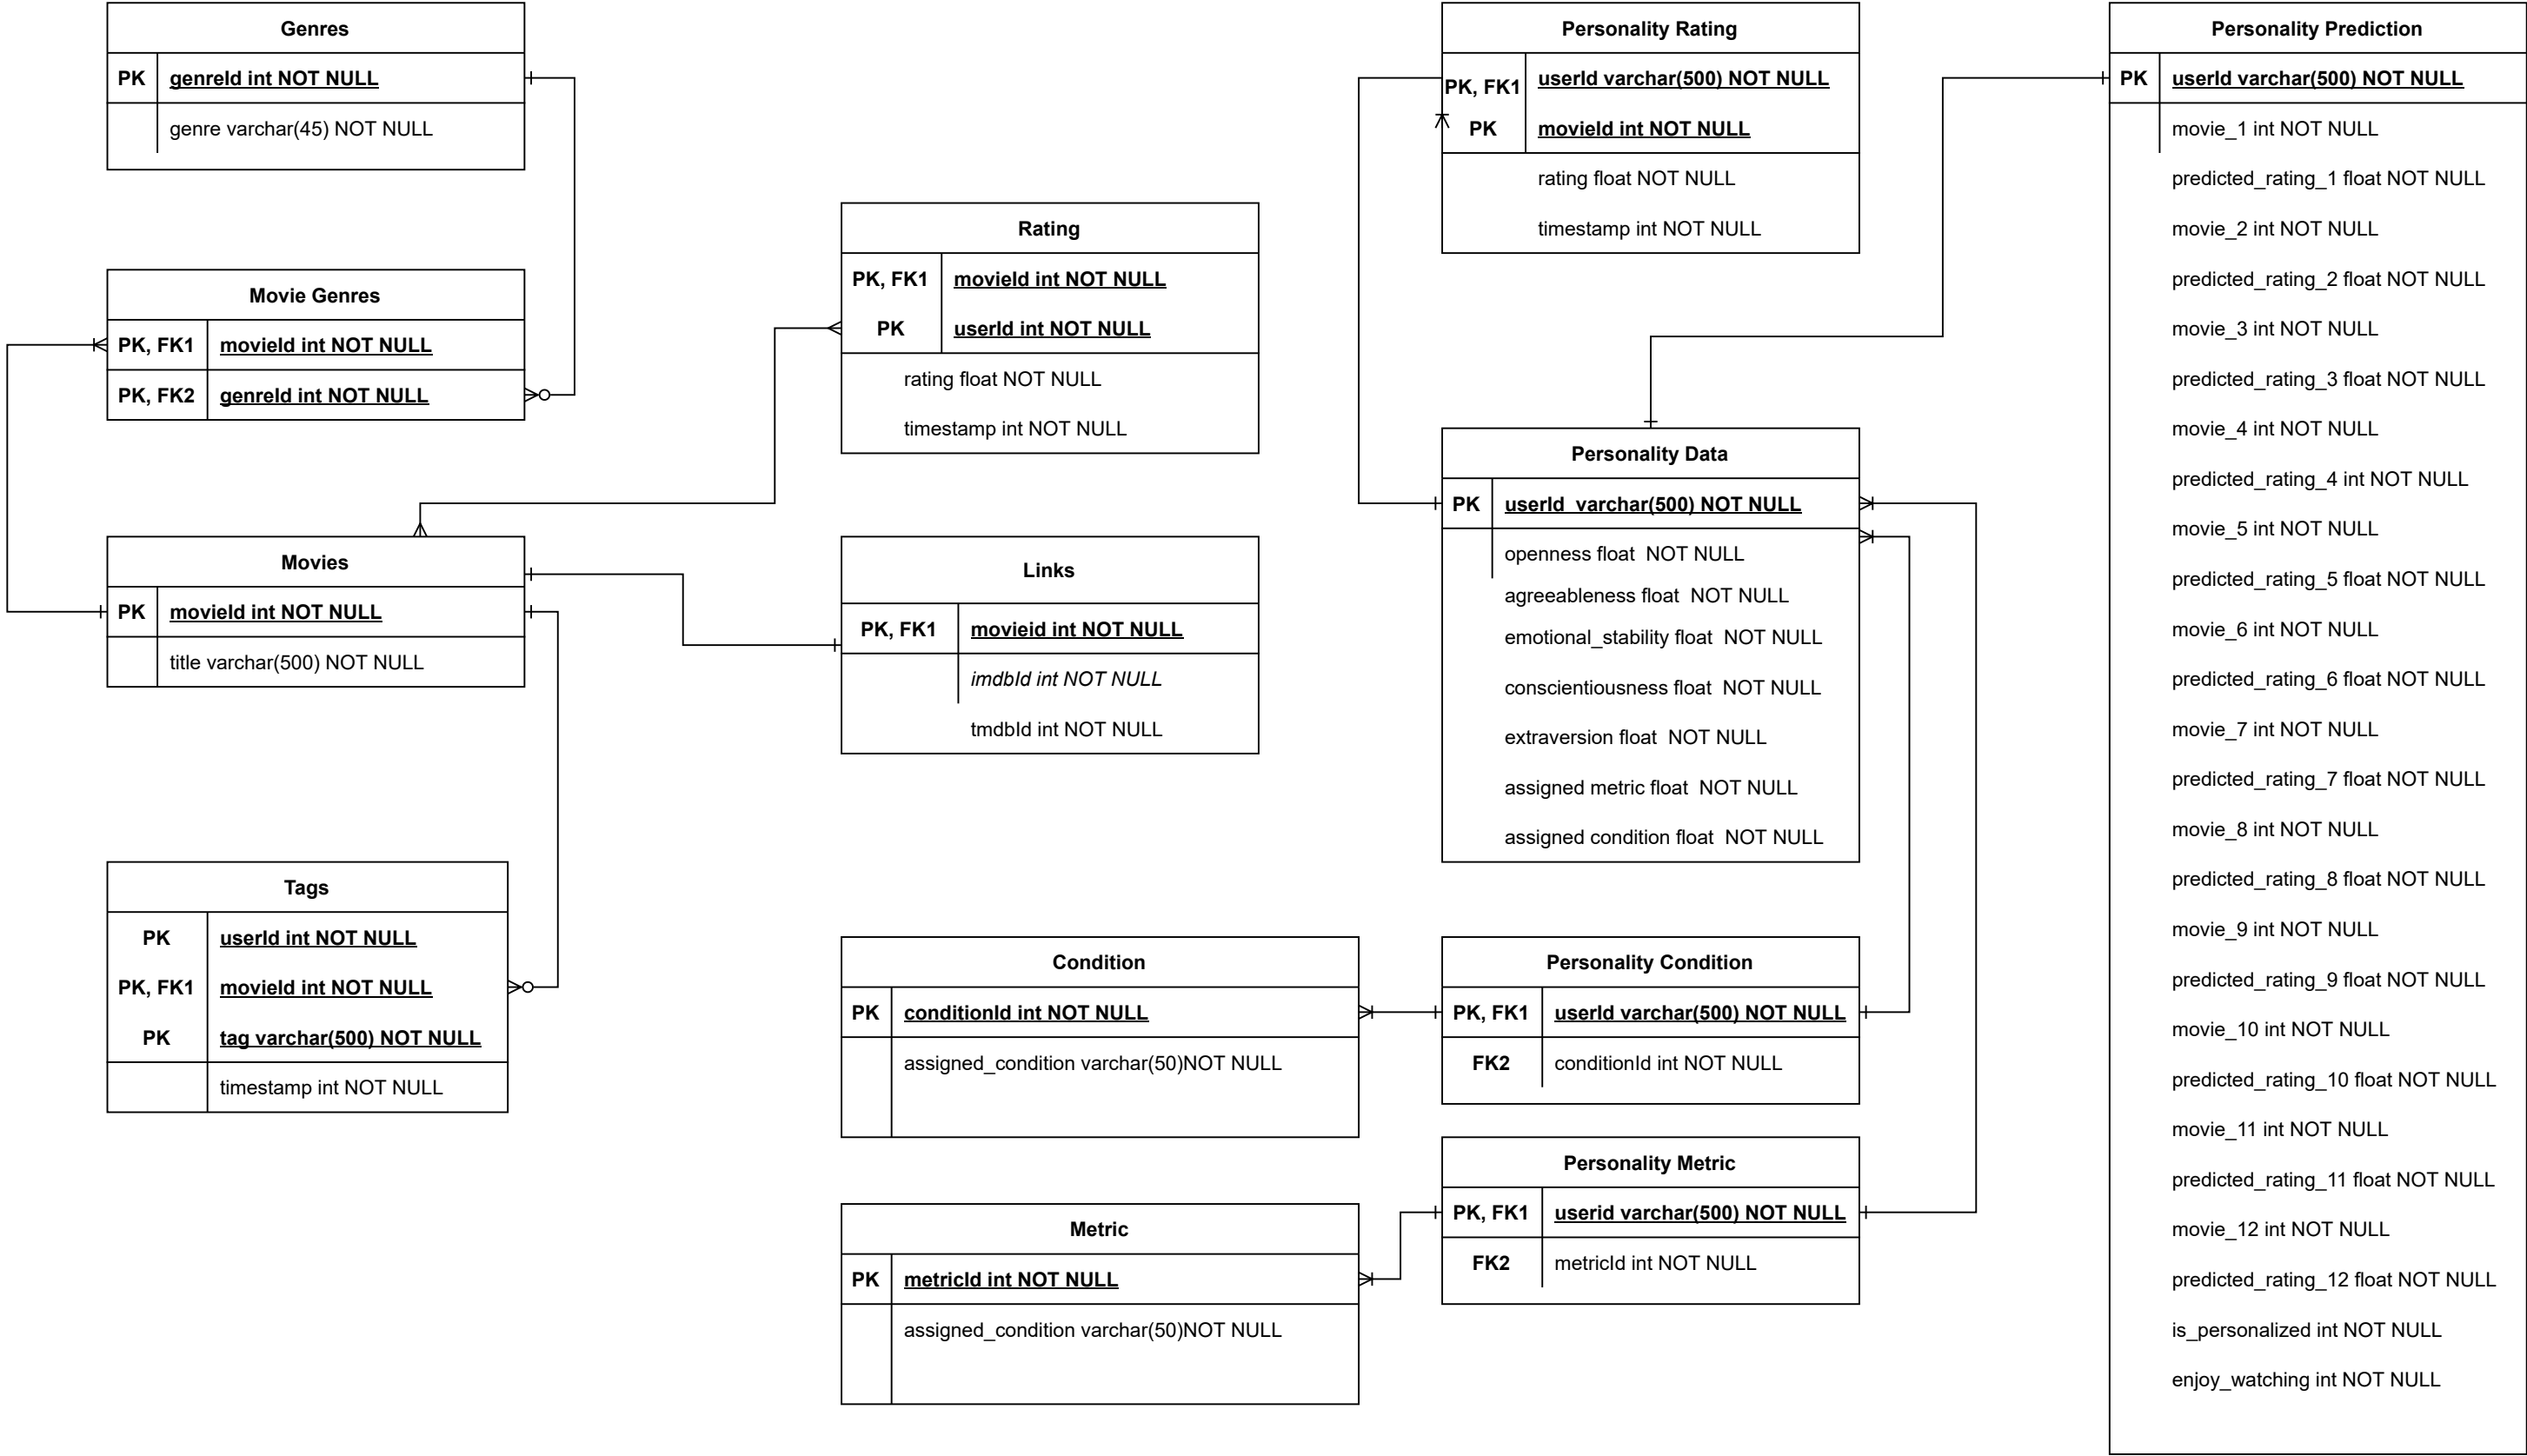 Genres
PK genreId int NOT NULL
genre varchar(45) NOT NULL
Movie Genres
PK, FK1 movieId int NOT NULL
PK, FK2 genreId int NOT NULL
Movies
PK movieId int NOT NULL
title varchar(500) NOT NULL
Tags
PK userId int NOT NULL
PK, FK1 movieId int NOT NULL
PK tag varchar(500) NOT NULL
timestamp int NOT NULL
Rating
PK, FK1 movieId int NOT NULL
PK userId int NOT NULL
rating float NOT NULL
timestamp int NOT NULL
Links
PK, FK1 movieid int NOT NULL
imdbId int NOT NULL
tmdbId int NOT NULL
Condition
PK conditionId int NOT NULL
assigned_condition varchar(50)NOT NULL
Metric
PK metricId int NOT NULL
assigned_condition varchar(50)NOT NULL
Personality Rating
PK, FK1 userId varchar(500) NOT NULL
PK movieId int NOT NULL
rating float NOT NULL
timestamp int NOT NULL
Personality Data
PK userId varchar(500) NOT NULL
openness float NOT NULL
agreeableness float NOT NULL
emotional_stability float NOT NULL
conscientiousness float NOT NULL
extraversion float NOT NULL
assigned metric float NOT NULL
assigned condition float NOT NULL
Personality Condition
PK, FK1 userId varchar(500) NOT NULL
FK2 conditionId int NOT NULL
Personality Metric
PK, FK1 userid varchar(500) NOT NULL
FK2 metricId int NOT NULL
Personality Prediction
PK userId varchar(500) NOT NULL
movie_1 int NOT NULL
predicted_rating_1 float NOT NULL
movie_2 int NOT NULL
predicted_rating_2 float NOT NULL
movie_3 int NOT NULL
predicted_rating_3 float NOT NULL
movie_4 int NOT NULL
predicted_rating_4 int NOT NULL
movie_5 int NOT NULL
predicted_rating_5 float NOT NULL
movie_6 int NOT NULL
predicted_rating_6 float NOT NULL
movie_7 int NOT NULL
predicted_rating_7 float NOT NULL
movie_8 int NOT NULL
predicted_rating_8 float NOT NULL
movie_9 int NOT NULL
predicted_rating_9 float NOT NULL
movie_10 int NOT NULL
predicted_rating_10 float NOT NULL
movie_11 int NOT NULL
predicted_rating_11 float NOT NULL
movie_12 int NOT NULL
predicted_rating_12 float NOT NULL
is_personalized int NOT NULL
enjoy_watching int NOT NULL